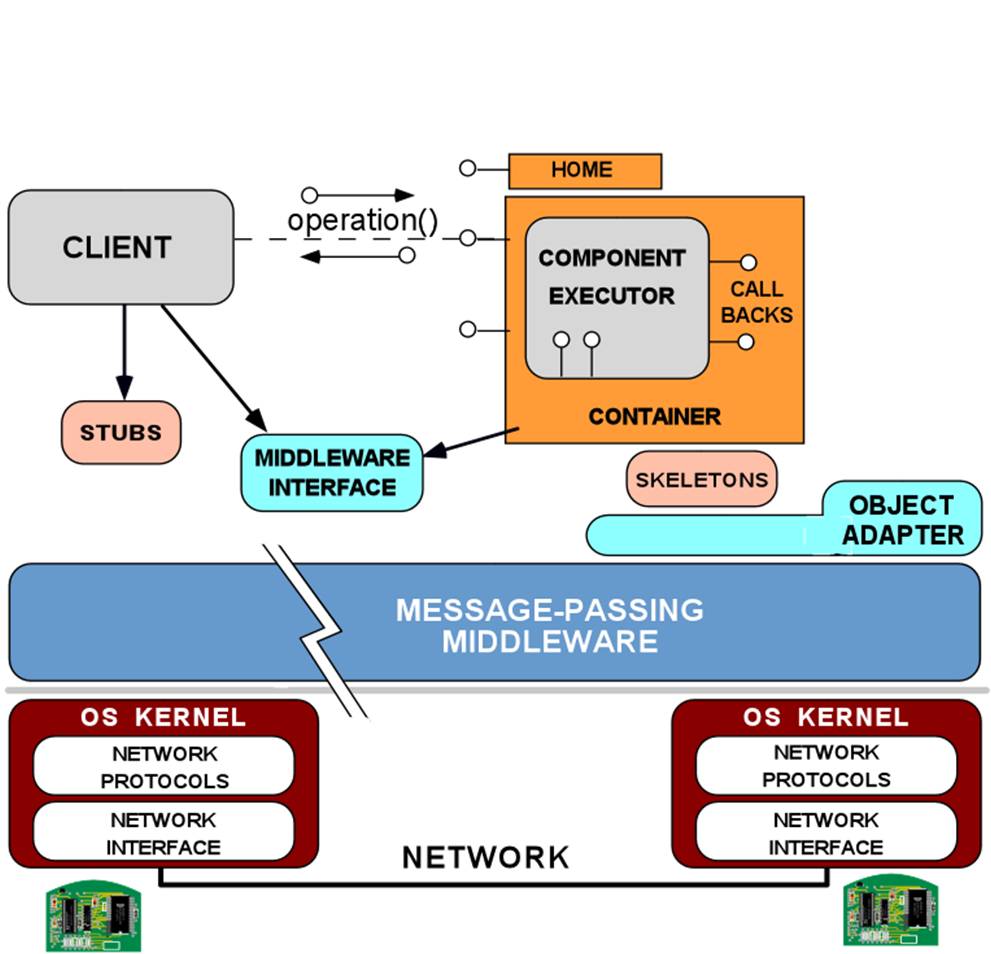 HOME
operation()
CLIENT
COMPONENT
EXECUTOR
CALL
BACKS
CONTAINER
STUBS
MIDDLEWARE
INTERFACE
SKELETONS
OBJECT
ADAPTER
MESSAGE-PASSING
MIDDLEWARE
OS KERNEL
NETWORK
PROTOCOLS
NETWORK
INTERFACE
OS KERNEL
NETWORK
PROTOCOLS
NETWORK
INTERFACE
NETWORK